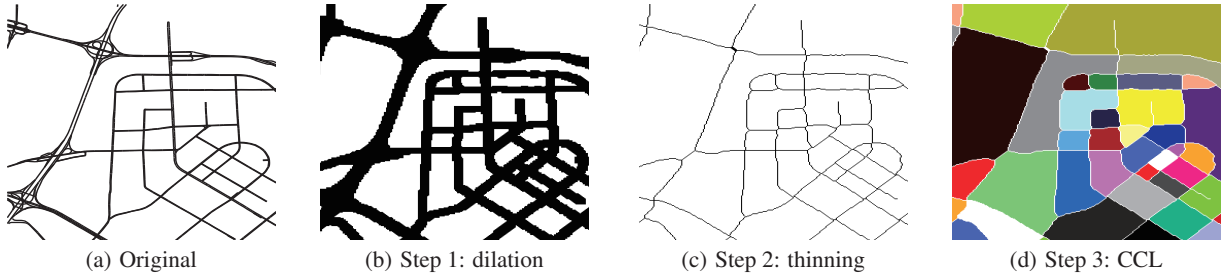 (a) Original
(b) Step 1: dilation
(c) Step 2: thinning
(d) Step 3: CCL